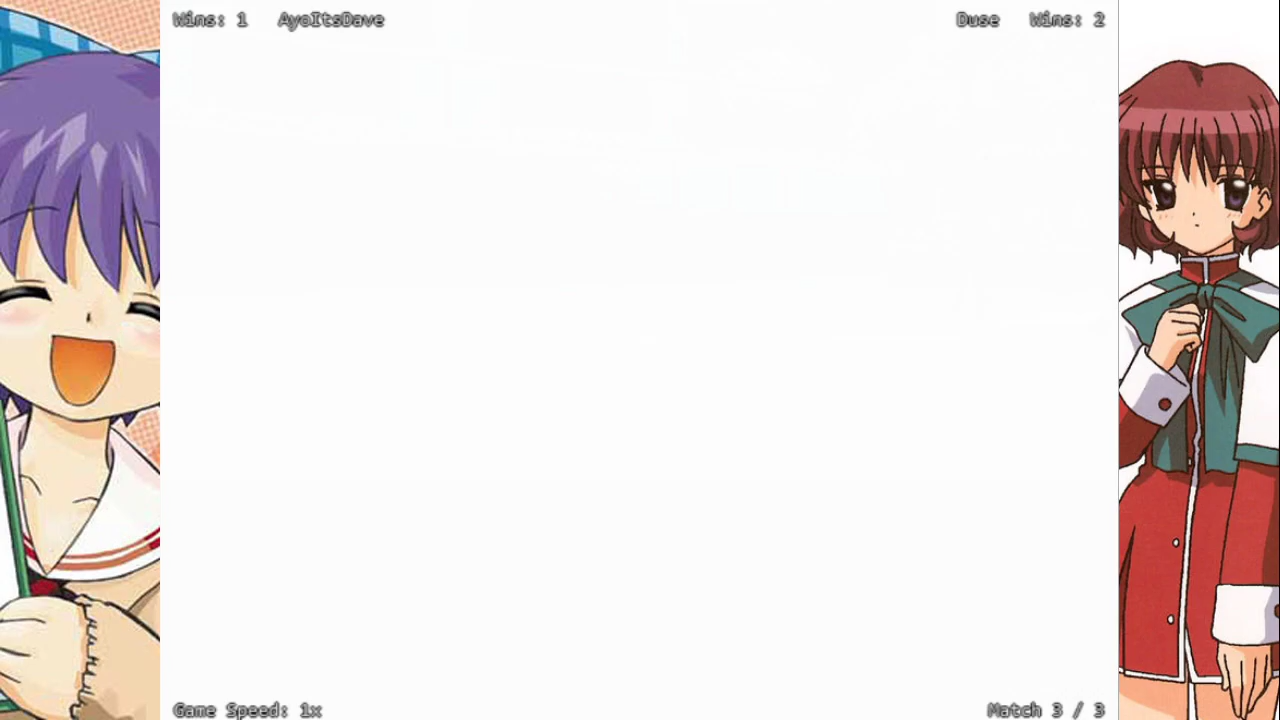 Wins: 1 AyoItsDave
Duse Wins: 2
Game Speed: 1x
Match 3 / 3